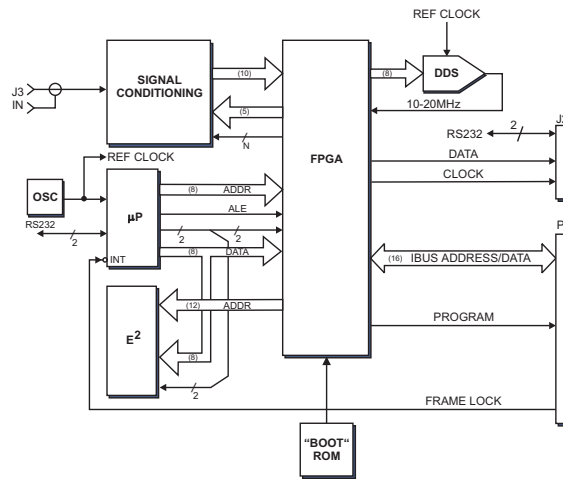 REF CLOCK
J3
IN
SIGNAL
CONDITIONING
(10)
(5)
N
FPGA
(8)
DDS
10-20MHz
RS232
2
DATA
CLOCK
REF CLOCK
OSC
RS232
2
µP
INT
(8) ADDR
ALE
2 2
(8) DATA
(16) IBUS ADDRESS/DATA
E2
(12) ADDR
(8)
2
PROGRAM
FRAME LOCK
"BOOT"
ROM